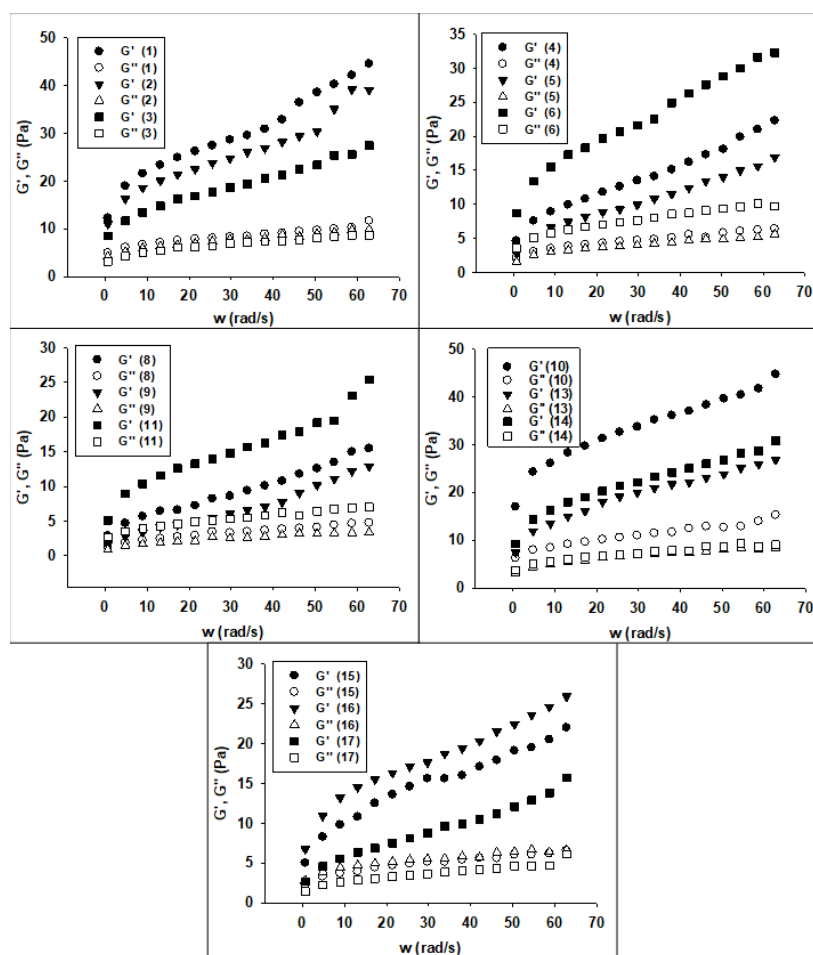 50
40
30
20
10
0
G', G'' (Pa)
G' (1)
G'' (1)
G' (2)
G'' (2)
G' (3)
G'' (3)
0 10 20 30 40 50 60 70
w (rad/s)
35
30
25
20
15
10
5
0
G', G'' (Pa)
G' (4)
G'' (4)
G' (5)
G'' (5)
G' (6)
G'' (6)
0 10 20 30 40 50 60 70
w (rad/s)
30
25
20
15
10
5
0
G', G'' (Pa)
G' (8)
G'' (8)
G' (9)
G'' (9)
G' (11)
G'' (11)
0 10 20 30 40 50 60 70
w (rad/s)
50
40
30
20
10
0
G', G'' (Pa)
G' (10)
G'' (10)
G' (13)
G'' (13)
G' (14)
G'' (14)
0 10 20 30 40 50 60 70
w (rad/s)
30
25
20
15
10
5
0
G', G'' (Pa)
G' (15)
G'' (15)
G' (16)
G'' (16)
G' (17)
G'' (17)
0 10 20 30 40 50 60 70
w (rad/s)